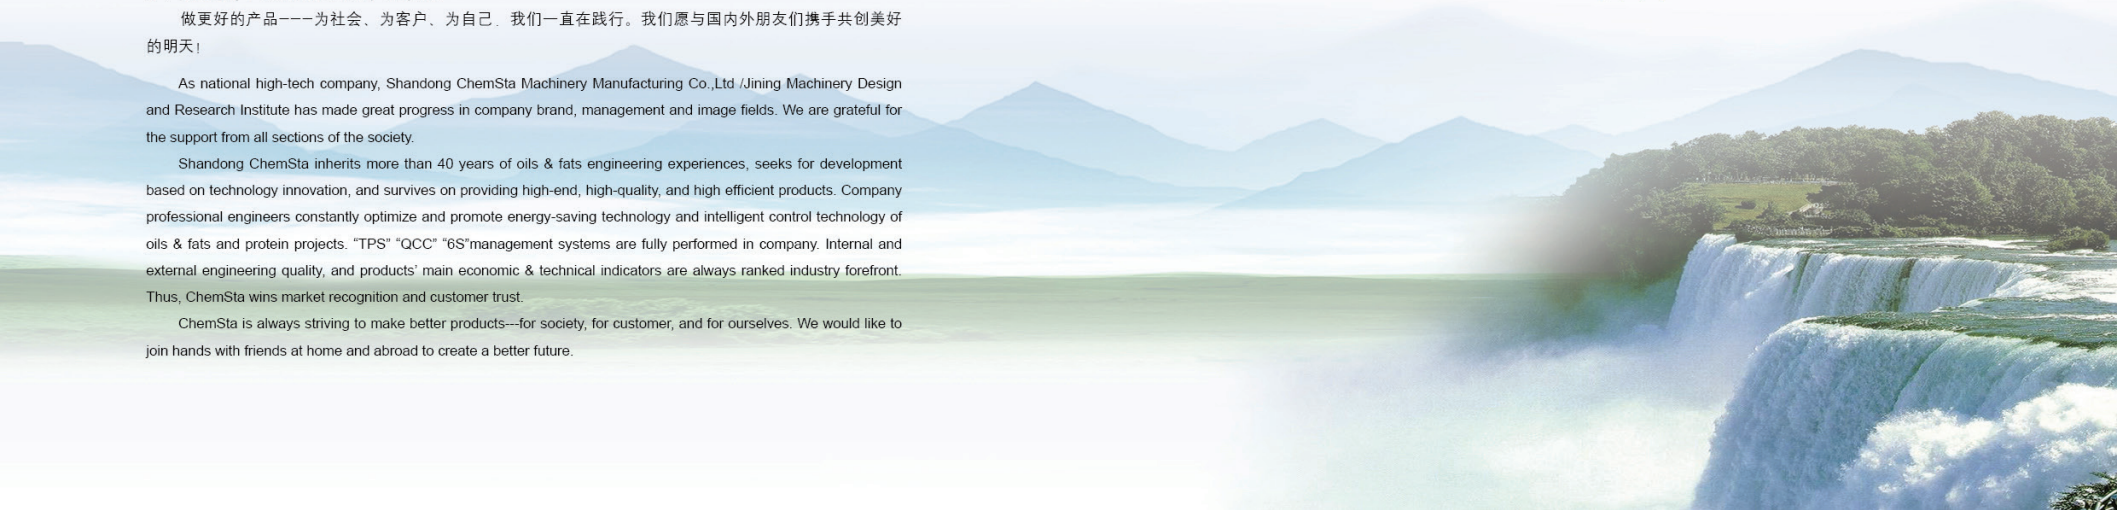 做更好的产品---为社会、为客户、为自己. 我们一直在践行。我们愿与国内外朋友们携手共创美好
的明天!
As national high-tech company, Shandong ChemSta Machinery Manufacturing Co.,Ltd /Jining Machinery Design
and Research Institute has made great progress in company brand, management and image fields. We are grateful for
the support from all sections of the society.
Shandong ChemSta inherits more than 40 years of oils & fats engineering experiences, seeks for development
based on technology innovation, and survives on providing high-end, high-quality, and high efficient products. Company
professional engineers constantly optimize and promote energy-saving technology and intelligent control technology of
oils & fats and protein projects. “TPS” “QCC” “6S”management systems are fully performed in company. Internal and
external engineering quality, and products’ main economic & technical indicators are always ranked industry forefront.
Thus, ChemSta wins market recognition and customer trust.
ChemSta is always striving to make better products---for society, for customer, and for ourselves. We would like to
join hands with friends at home and abroad to create a better future.